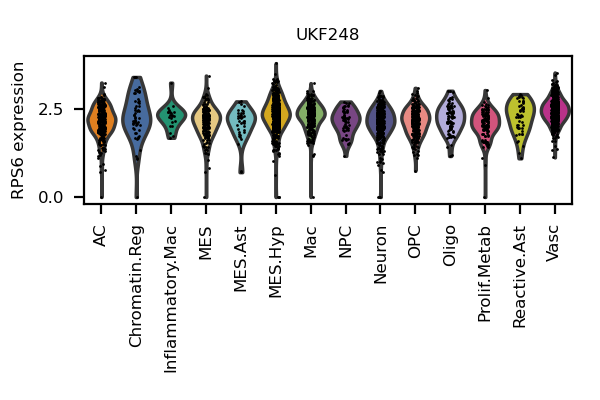 UKF248
RPS6 expression
2.5
0.0
AC
Chromatin.Reg
Inflammatory.Mac
MES
MES.Ast
MES.Hyp
Mac
NPC
Neuron
OPC
Oligo
Prolif.Metab
Reactive.Ast
Vasc